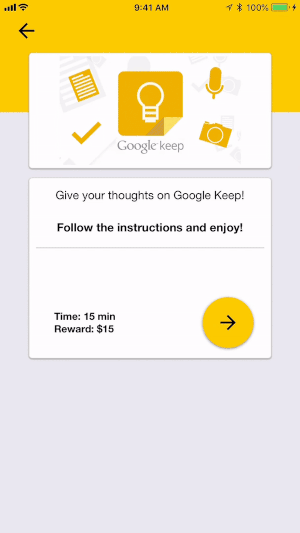 9:41 AM 100%
Google keep
Give your thoughts on Google Keep!
Follow the instructions and enjoy!
Time: 15 min
Reward: $15